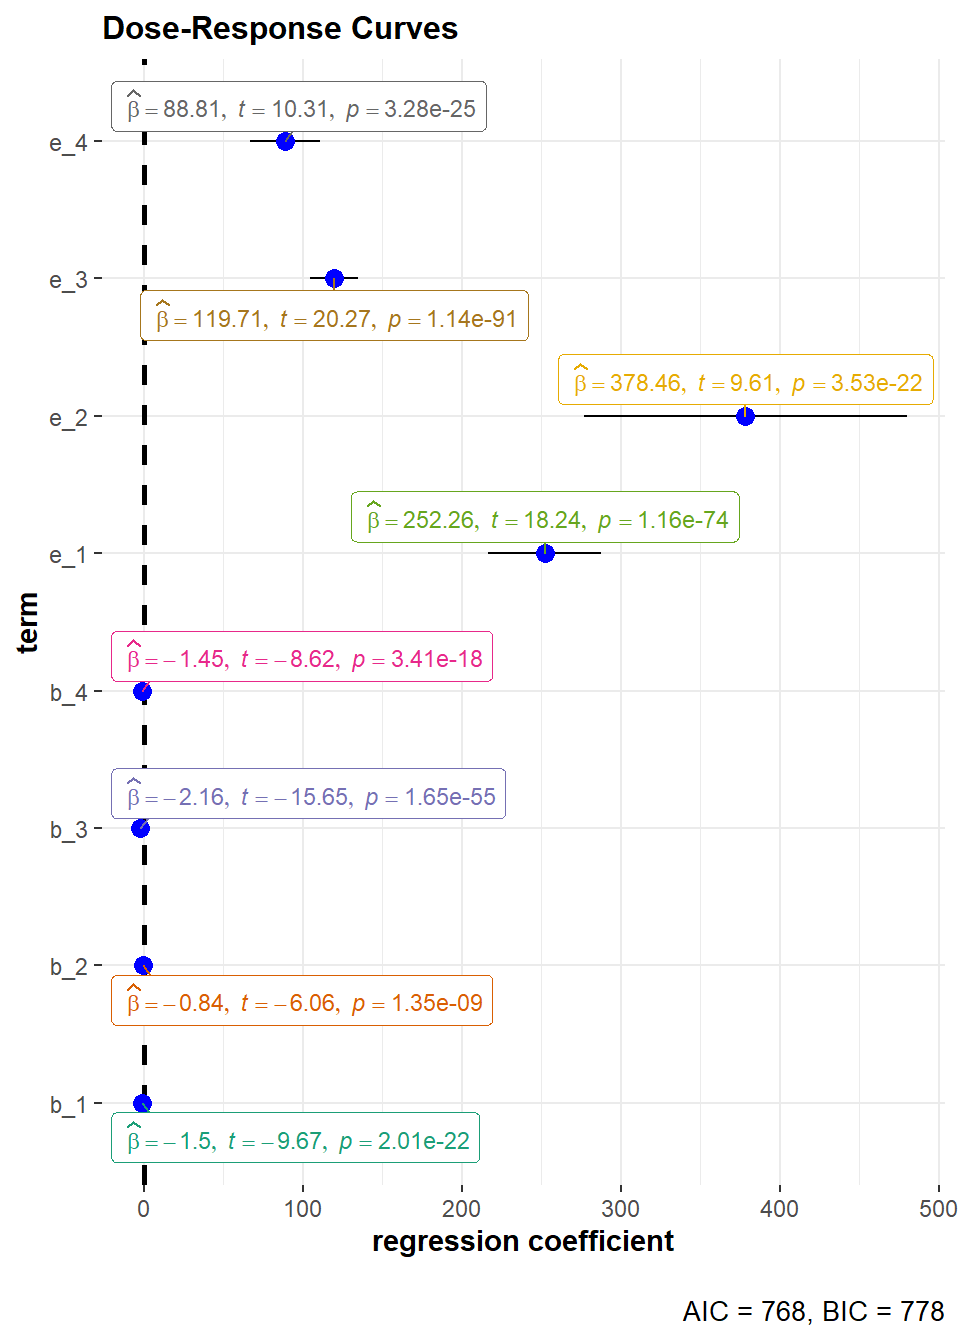 Dose-Response Curves
β̂ = 88.81, t = 10.31, p = 3.28e-25
e_4
e_3
β̂ = 119.71, t = 20.27, p = 1.14e-91
β̂ = 378.46, t = 9.61, p = 3.53e-22
e_2
β̂ = 252.26, t = 18.24, p = 1.16e-74
e_1
term
β̂ = −1.45, t = −8.62, p = 3.41e-18
b_4
β̂ = −2.16, t = −15.65, p = 1.65e-55
b_3
b_2
β̂ = −0.84, t = −6.06, p = 1.35e-09
b_1
β̂ = −1.5, t = −9.67, p = 2.01e-22
0 100 200 300 400 500
regression coefficient
AIC = 768, BIC = 778